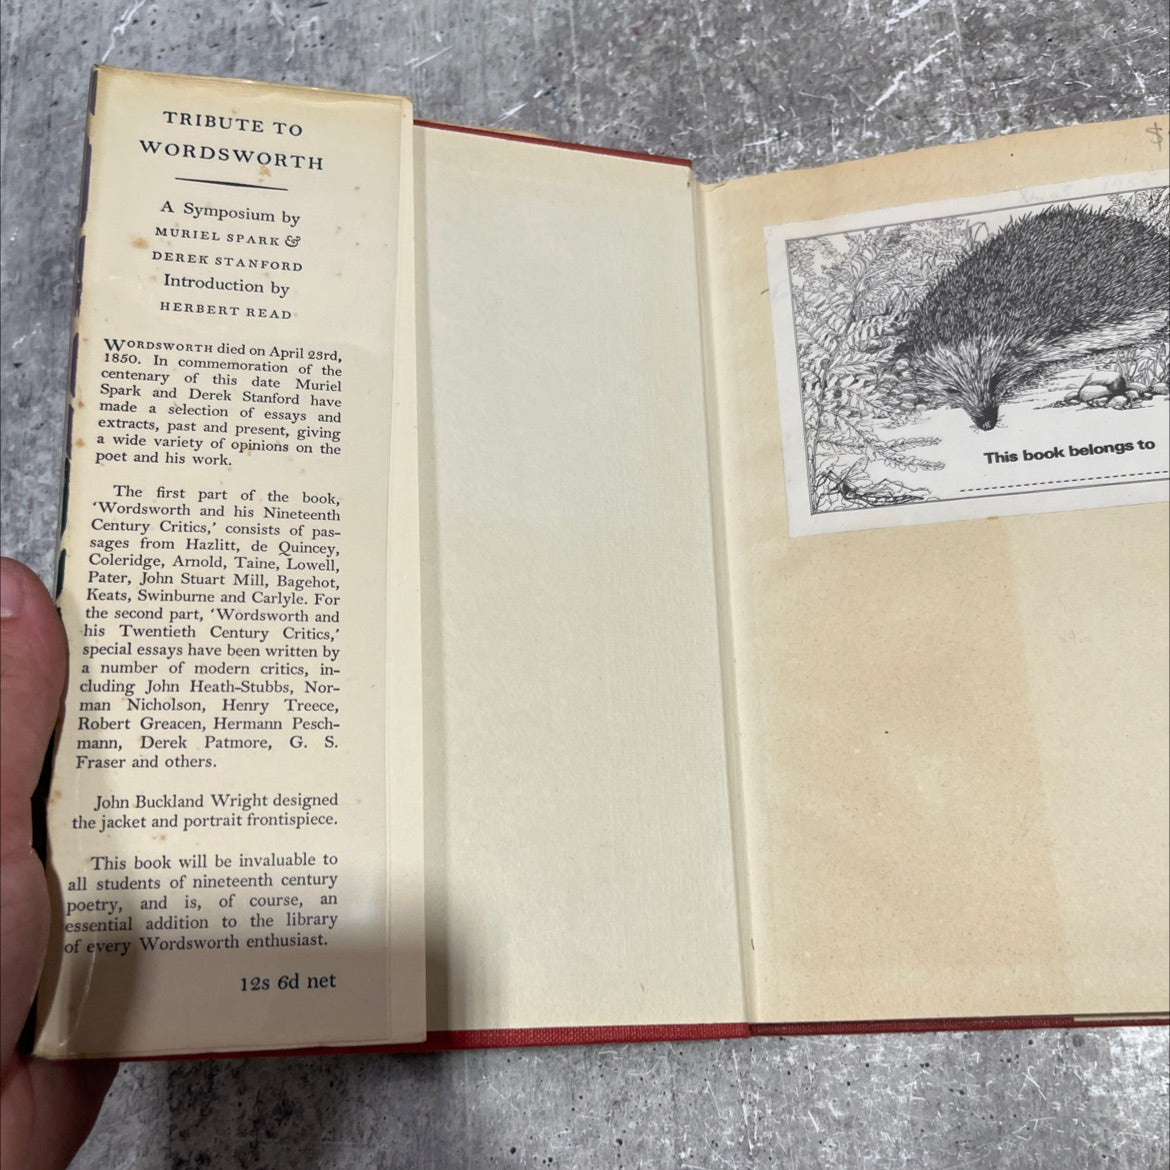 TRIBUTE TO
WORDSWORTH
A Symposium by
MURIEL SPARK &
DEREK STANFORD
Introduction by
HERBERT READ
WORDSWORTH died on April 23rd,
1850. In commemoration of the
centenary of this date Muriel
Spark and Derek Stanford have
made a selection of essays and
extracts, past and present, giving
a wide variety of opinions on the
poet and his work.
The first part of the book,
‘Wordsworth and his Nineteenth
Century Critics,’ consists of pas-
sages from Hazlitt, de Quincey,
Coleridge, Arnold, Taine, Lowell,
Pater, John Stuart Mill, Bagehot,
Keats, Swinburne and Carlyle. For
the second part, ‘Wordsworth and
his Twentieth Century Critics,’
special essays have been written by
a number of modern critics, in-
cluding John Heath-Stubbs, Nor-
man Nicholson, Henry Treece,
Robert Greacen, Hermann Pesch-
mann, Derek Patmore, G. S.
Fraser and others.
John Buckland Wright designed
the jacket and portrait frontispiece.
This book will be invaluable to
all students of nineteenth century
poetry, and is, of course, an
essential addition to the library
of every Wordsworth enthusiast.
12s 6d net
$
This book belongs to